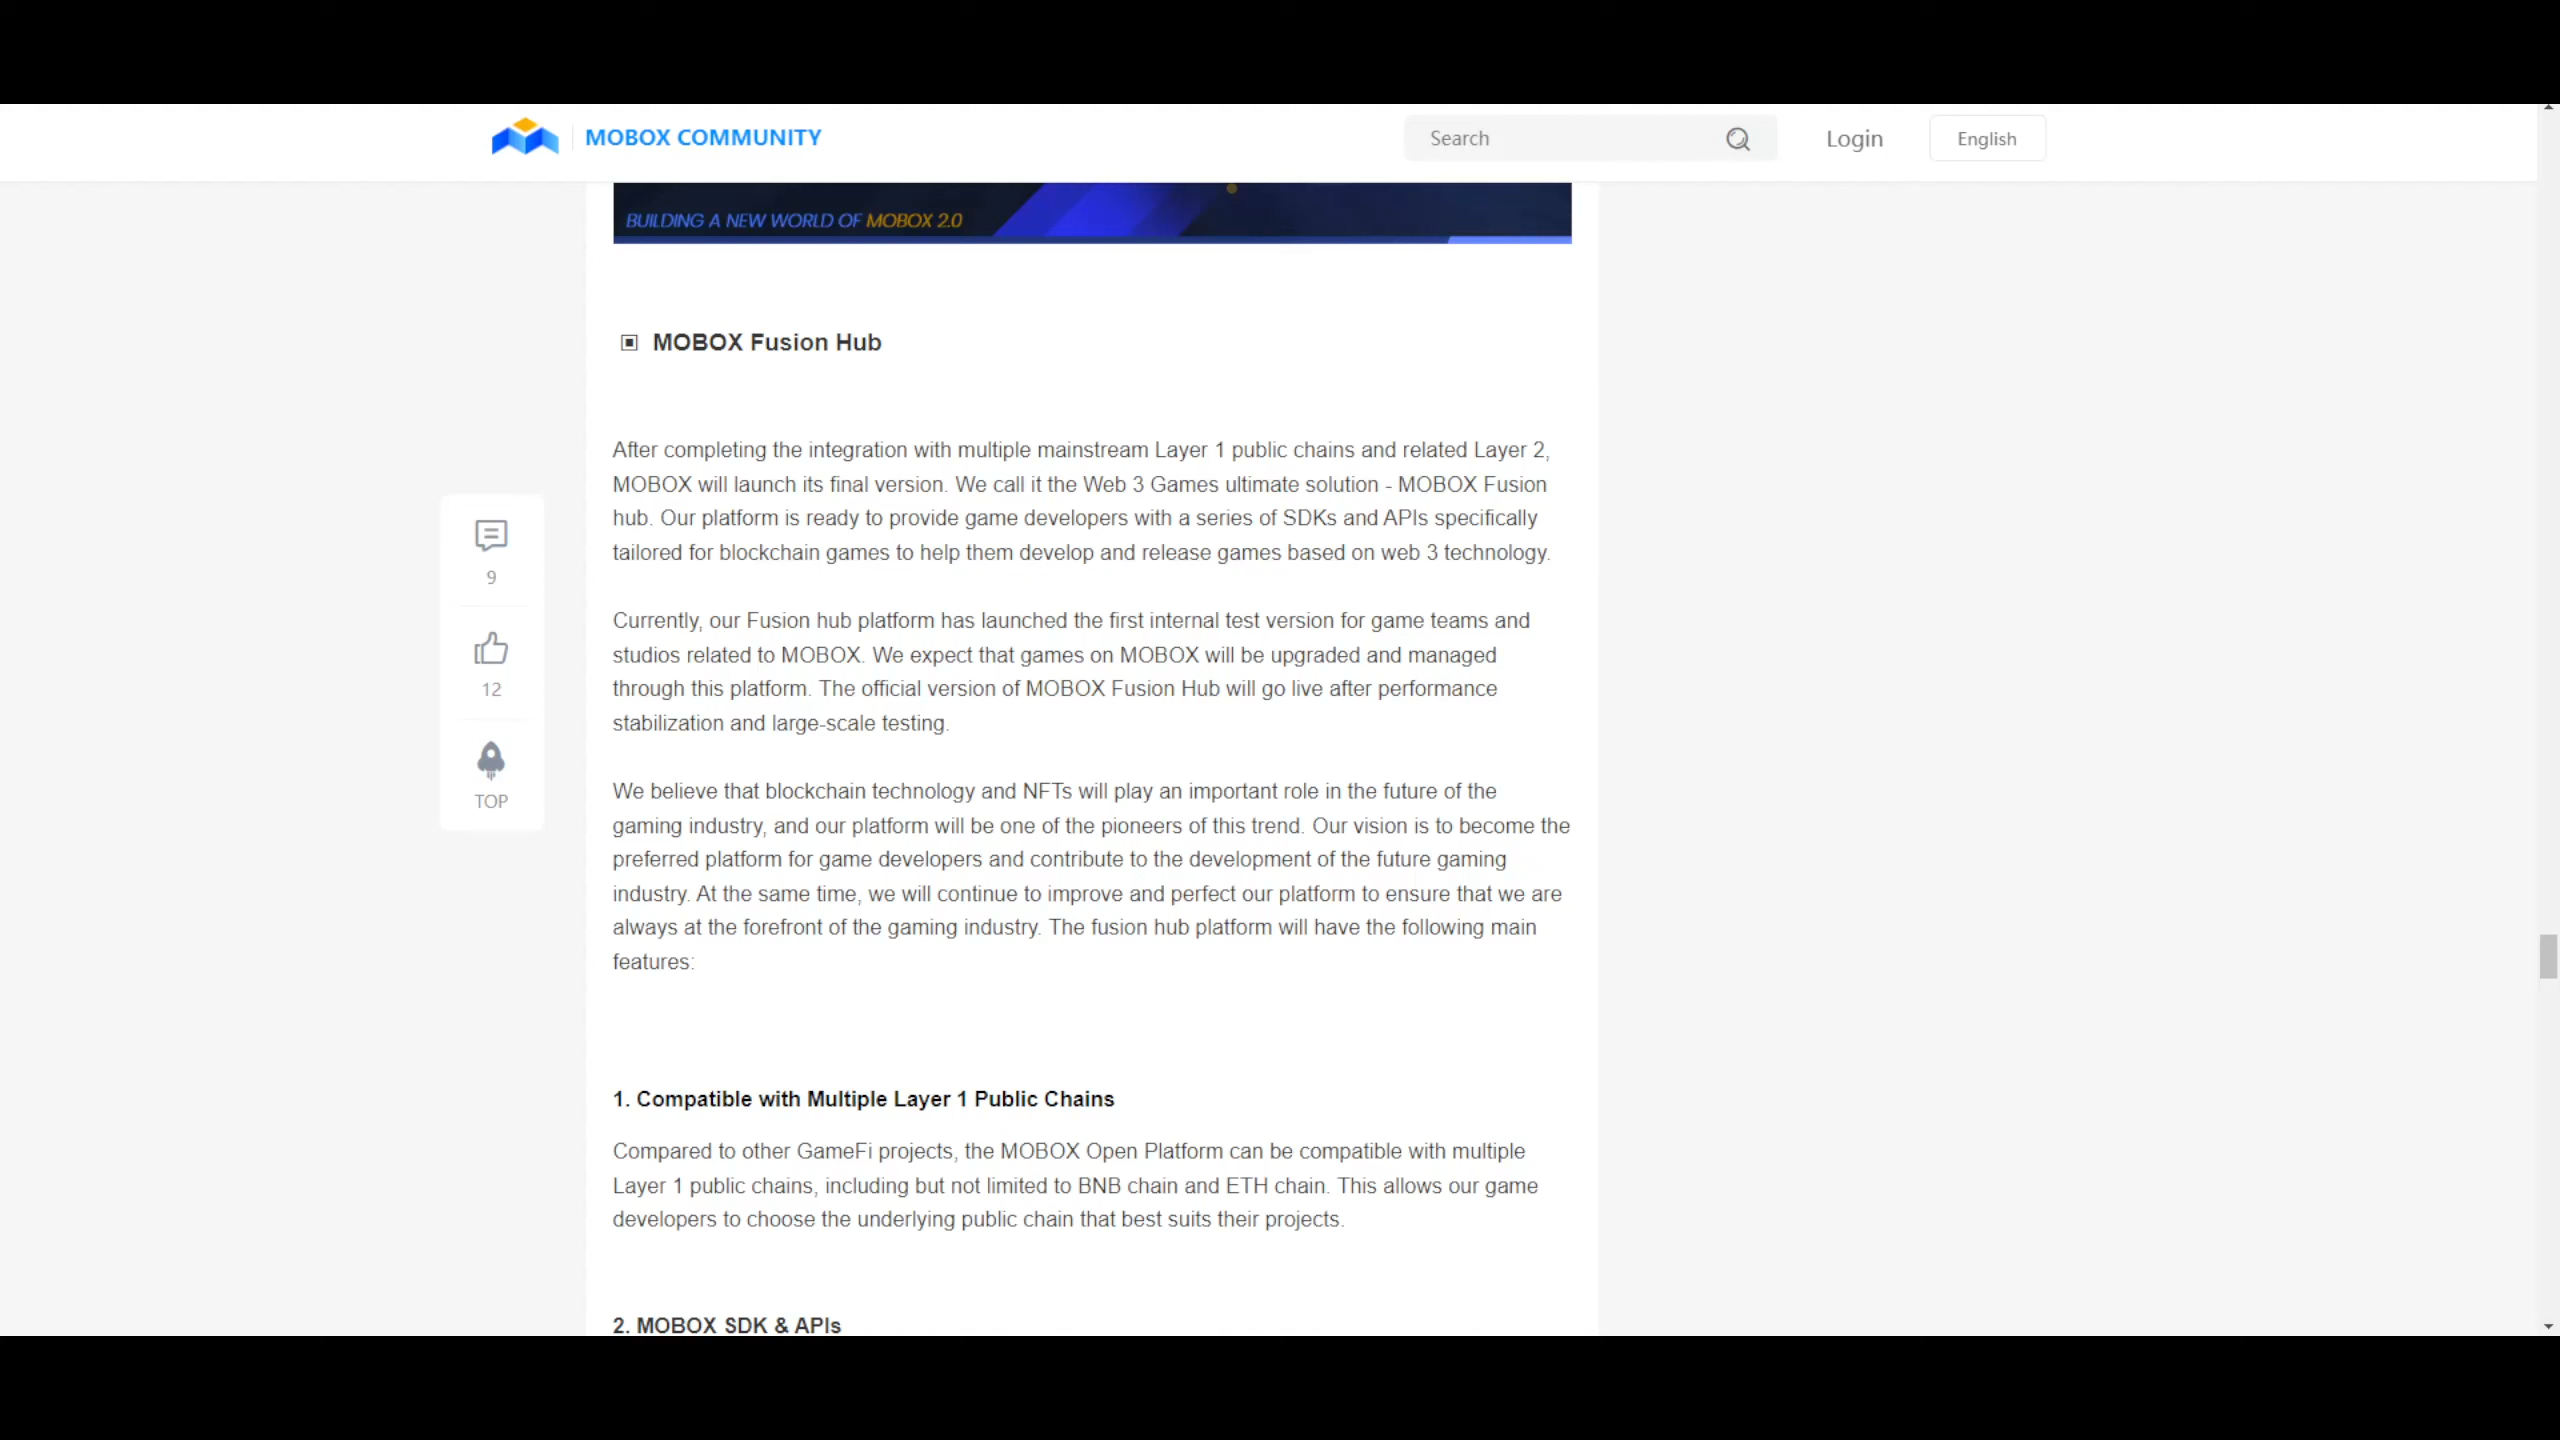 MOBOX COMMUNITY
Search
Login
English
BUILDING A NEW WORLD OF MOBOX 2.0
MOBOX Fusion Hub
After completing the integration with multiple mainstream Layer 1 public chains and related Layer 2,
MOBOX will launch its final version. We call it the Web 3 Games ultimate solution - MOBOX Fusion
hub. Our platform is ready to provide game developers with a series of SDKs and APIs specifically
tailored for blockchain games to help them develop and release games based on web 3 technology.
Currently, our Fusion hub platform has launched the first internal test version for game teams and
studios related to MOBOX. We expect that games on MOBOX will be upgraded and managed
through this platform. The official version of MOBOX Fusion Hub will go live after performance
stabilization and large-scale testing.
We believe that blockchain technology and NFTs will play an important role in the future of the
gaming industry, and our platform will be one of the pioneers of this trend. Our vision is to become the
preferred platform for game developers and contribute to the development of the future gaming
industry. At the same time, we will continue to improve and perfect our platform to ensure that we are
always at the forefront of the gaming industry. The fusion hub platform will have the following main
features:
1. Compatible with Multiple Layer 1 Public Chains
Compared to other GameFi projects, the MOBOX Open Platform can be compatible with multiple
Layer 1 public chains, including but not limited to BNB chain and ETH chain. This allows our game
developers to choose the underlying public chain that best suits their projects.
2. MOBOX SDK & APIs
9
12
TOP